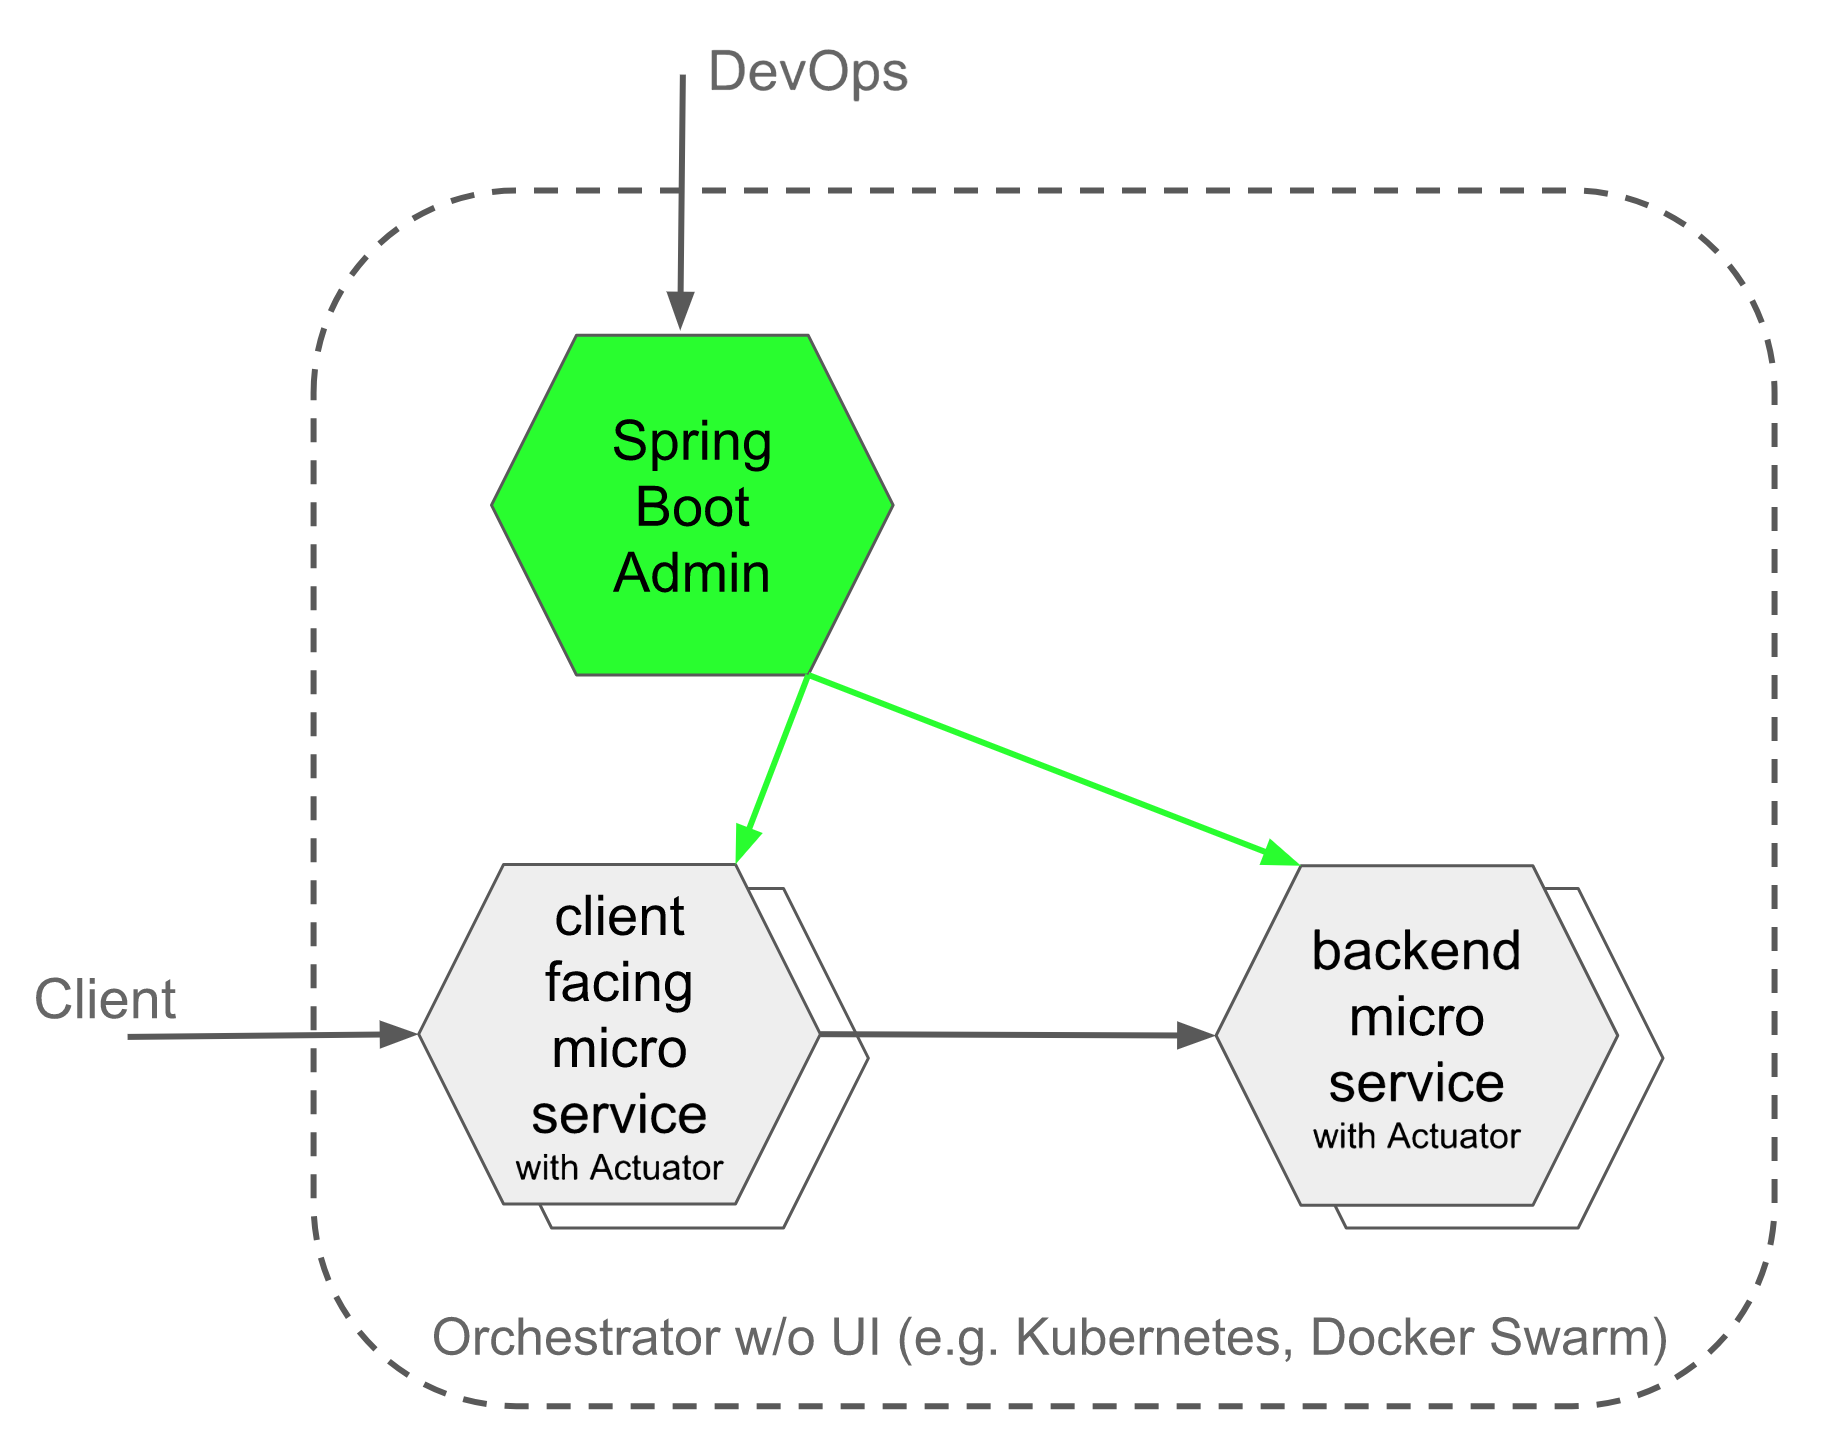 DevOps
Spring
Boot
Admin
Client
client
facing
micro
service
with Actuator
backend
micro
service
with Actuator
Orchestrator w/o UI (e.g. Kubernetes, Docker Swarm)